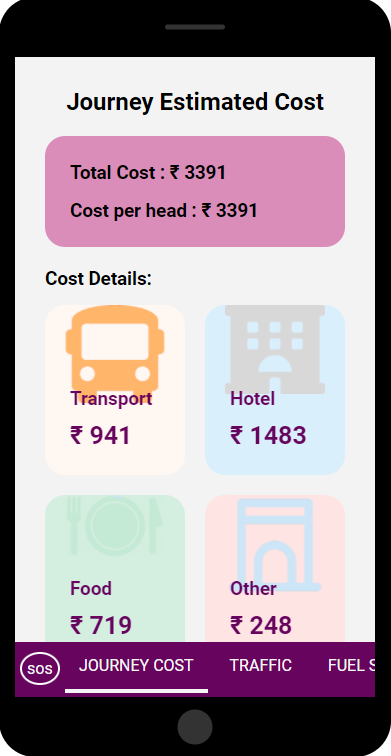 Journey Estimated Cost
Total Cost : ₹ 3391
Cost per head : ₹ 3391
Cost Details:
Transport
₹ 941
Hotel
₹ 1483
Food
₹ 719
Other
₹ 248
SOS JOURNEY COST TRAFFIC FUEL S